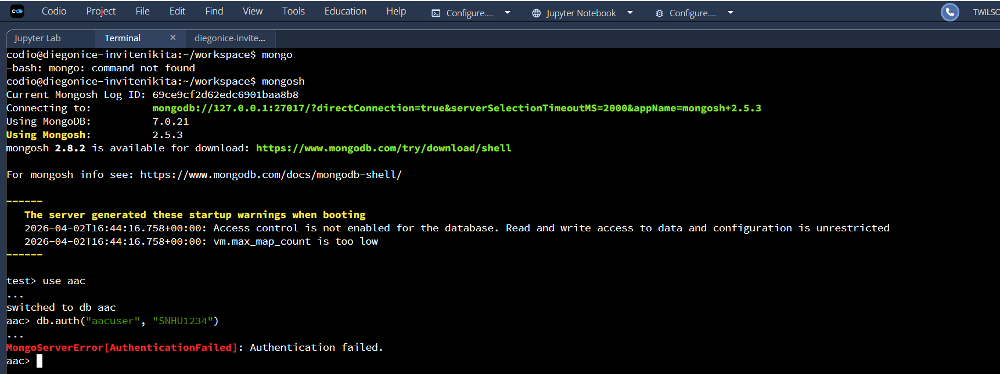 Codio Project File Edit Find View Tools Education Help Configure.... Jupyter Notebook Configure.... TWILSO
Jupyter Lab Terminal × diegonice-invite...
codio@diegonice-invitenikita:~/workspace$ mongo
-bash: mongo: command not found
codio@diegonice-invitenikita:~/workspace$ mongosh
Current Mongosh Log ID: 69ce9cf2d62edc6901baa8b8
Connecting to: mongodb://127.0.0.1:27017/?directConnection=true&serverSelectionTimeoutMS=2000&appName=mongosh+2.5.3
Using MongoDB: 7.0.21
Using Mongosh: 2.5.3
mongosh 2.8.2 is available for download: https://www.mongodb.com/try/download/shell
For mongosh info see: https://www.mongodb.com/docs/mongodb-shell/
------
The server generated these startup warnings when booting
2026-04-02T16:44:16.758+00:00: Access control is not enabled for the database. Read and write access to data and configuration is unrestricted
2026-04-02T16:44:16.758+00:00: vm.max_map_count is too low
------
test> use aac
...
switched to db aac
aac> db.auth("aacuser", "SNHU1234")
...
MongoServerError[AuthenticationFailed]: Authentication failed.
aac>